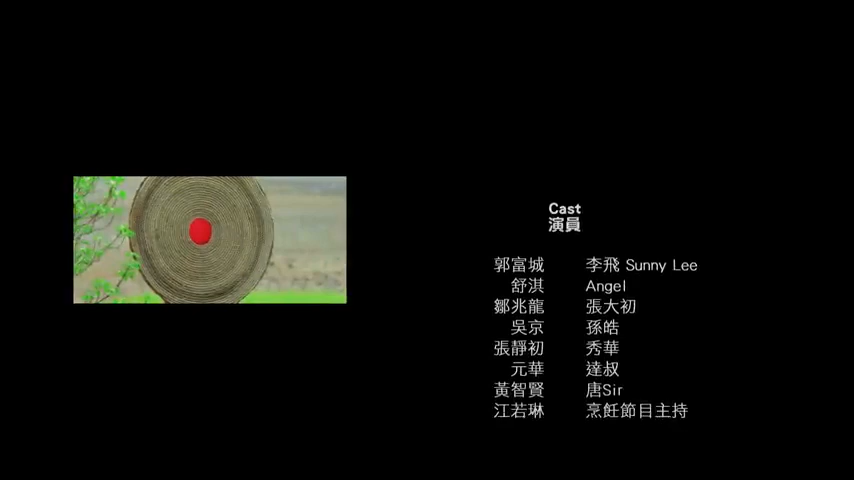 Cast
演員
郭富城 李飛 Sunny Lee
舒淇 Angel
鄒兆龍 張大初
吳京 孫皓
張靜初 秀華
元華 達叔
黃智賢 唐Sir
江若琳 烹飪節目主持